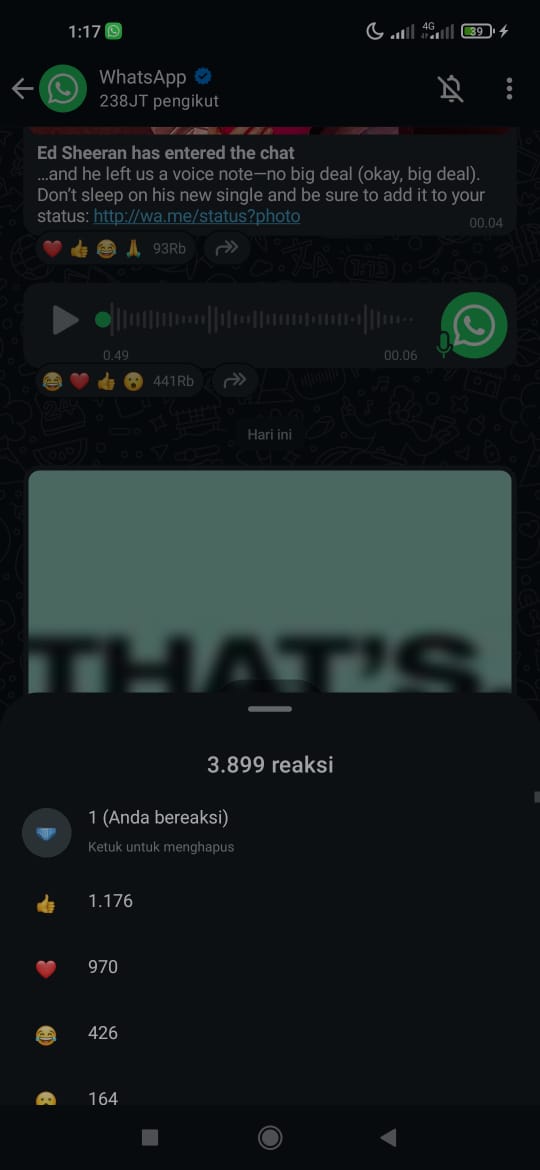 1:17
4G
39
WhatsApp
238JT pengikut
Ed Sheeran has entered the chat
…and he left us a voice note—no big deal (okay, big deal).
Don't sleep on his new single and be sure to add it to your
status: http://wa.me/status?photo
00.04
93Rb
0.49
00.06
441Rb
Hari ini
THAT'S
3.899 reaksi
1 (Anda bereaksi)
Ketuk untuk menghapus
1.176
970
426
164